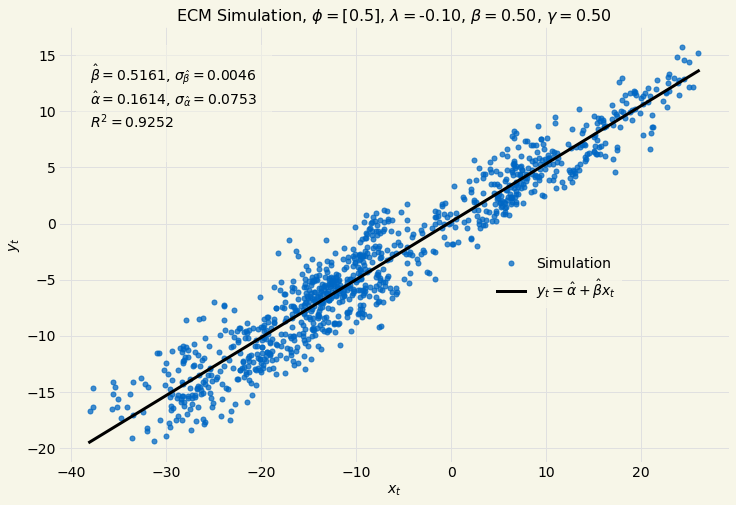 ECM Simulation, ϕ = [0.5], λ = -0.10, β = 0.50, γ = 0.50
15
β̂ = 0.5161, σ_β̂ = 0.0046
α̂ = 0.1614, σ_α̂ = 0.0753
10
R² = 0.9252
5
0
y_t
Simulation
−5
y_t = α̂ + β̂x_t
−10
−15
−20
−40 −30 −20 −10 0 10 20
x_t